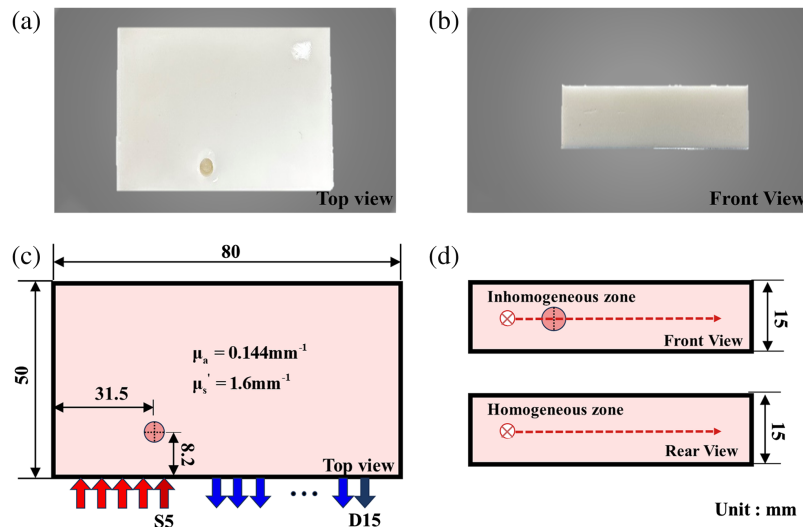 (a)
Top view
(b)
Front View
(c)
80
50
μa = 0.144mm-1
μs' = 1.6mm-1
31.5
8.2
Top view
S5
D15
(d)
Inhomogeneous zone
Front View
15
Homogeneous zone
Rear View
15
Unit : mm